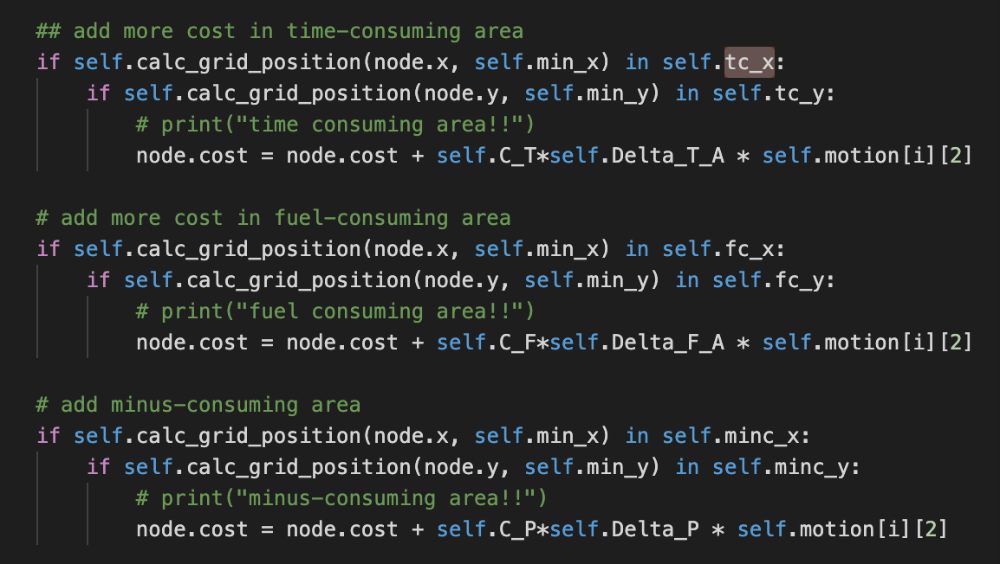 ## add more cost in time-consuming area
if self.calc_grid_position(node.x, self.min_x) in self.tc_x:
    if self.calc_grid_position(node.y, self.min_y) in self.tc_y:
        # print("time consuming area!!")
        node.cost = node.cost + self.C_T*self.Delta_T_A * self.motion[i][2]

# add more cost in fuel-consuming area
if self.calc_grid_position(node.x, self.min_x) in self.fc_x:
    if self.calc_grid_position(node.y, self.min_y) in self.fc_y:
        # print("fuel consuming area!!")
        node.cost = node.cost + self.C_F*self.Delta_F_A * self.motion[i][2]

# add minus-consuming area
if self.calc_grid_position(node.x, self.min_x) in self.minc_x:
    if self.calc_grid_position(node.y, self.min_y) in self.minc_y:
        # print("minus-consuming area!!")
        node.cost = node.cost + self.C_P*self.Delta_P * self.motion[i][2]